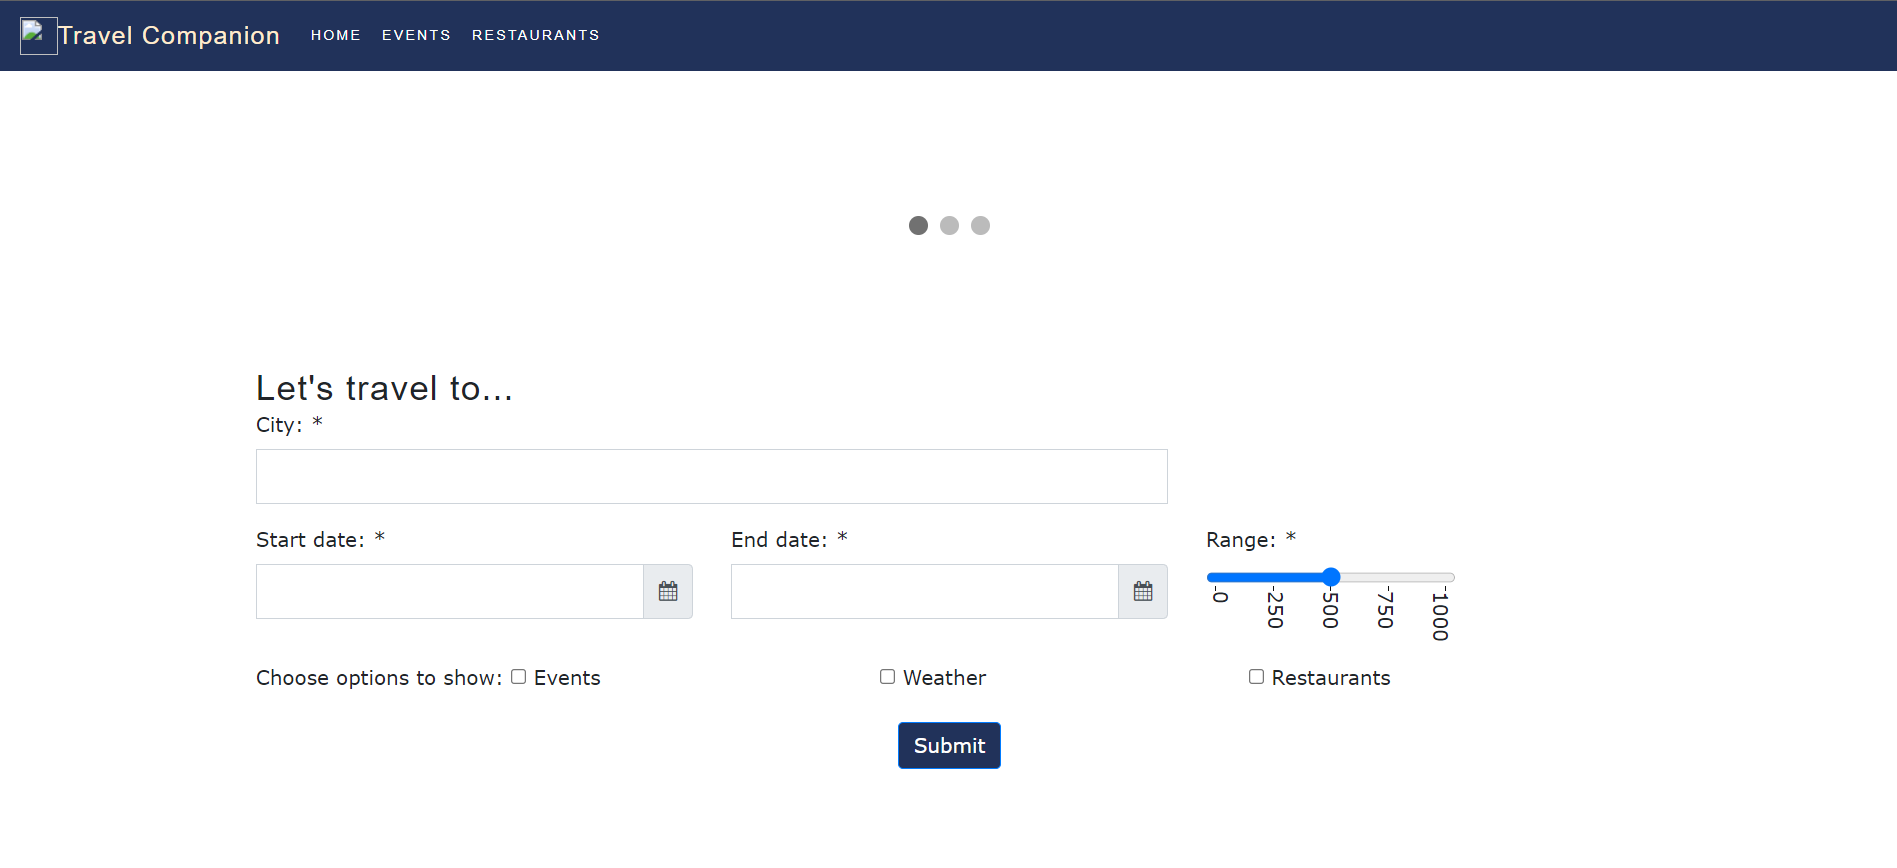 Travel Companion HOME EVENTS RESTAURANTS
Let's travel to...
City: *
Start date: * End date: * Range: *
0 250 500 750 1000
Choose options to show: Events Weather Restaurants
Submit